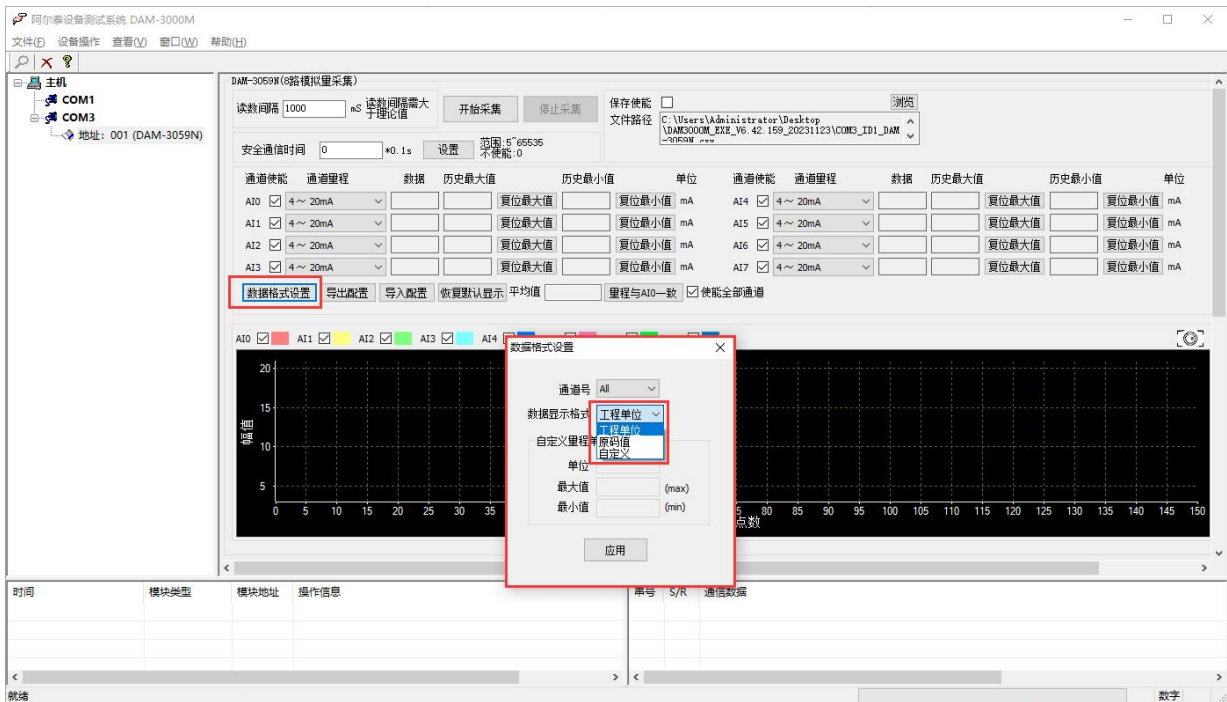 阿尔泰设备测试系统 DAM-3000M
文件(F) 设备操作 查看(V) 窗口(W) 帮助(H)
主机
COM1
COM3
地址: 001 (DAM-3059N)
DAM-3059N(8路模拟量采集)
读数间隔 1000 mS 读数间隔需大于理论值 开始采集 停止采集
保存使能 浏览
文件路径 C:\Users\Administrator\Desktop
\DAM3000M_EXE_V6.42.159_20231123\COM3_ID1_DAM
-3059N.csv
安全通信时间 0 *0.1s 设置 范围:5~65535
不使能:0
通道使能 通道量程 数据 历史最大值 历史最小值 单位 通道使能 通道量程 数据 历史最大值 历史最小值 单位
AI0 4～ 20mA 复位最大值 复位最小值 mA AI4 4～ 20mA 复位最大值 复位最小值 mA
AI1 4～ 20mA 复位最大值 复位最小值 mA AI5 4～ 20mA 复位最大值 复位最小值 mA
AI2 4～ 20mA 复位最大值 复位最小值 mA AI6 4～ 20mA 复位最大值 复位最小值 mA
AI3 4～ 20mA 复位最大值 复位最小值 mA AI7 4～ 20mA 复位最大值 复位最小值 mA
数据格式设置 导出配置 导入配置 恢复默认显示 平均值 量程与AI0一致 使能全部通道
AI0 AI1 AI2 AI3 AI4
幅值
20
15
10
5
0 5 10 15 20 25 30 35 80 85 90 95 100 105 110 115 120 125 130 135 140 145 150
点数
数据格式设置
通道号 All
数据显示格式 工程单位
工程单位
原码值
自定义
自定义量程
单位
最大值 (max)
最小值 (min)
应用
时间 模块类型 模块地址 操作信息
串号 S/R 通信数据
就绪 数字